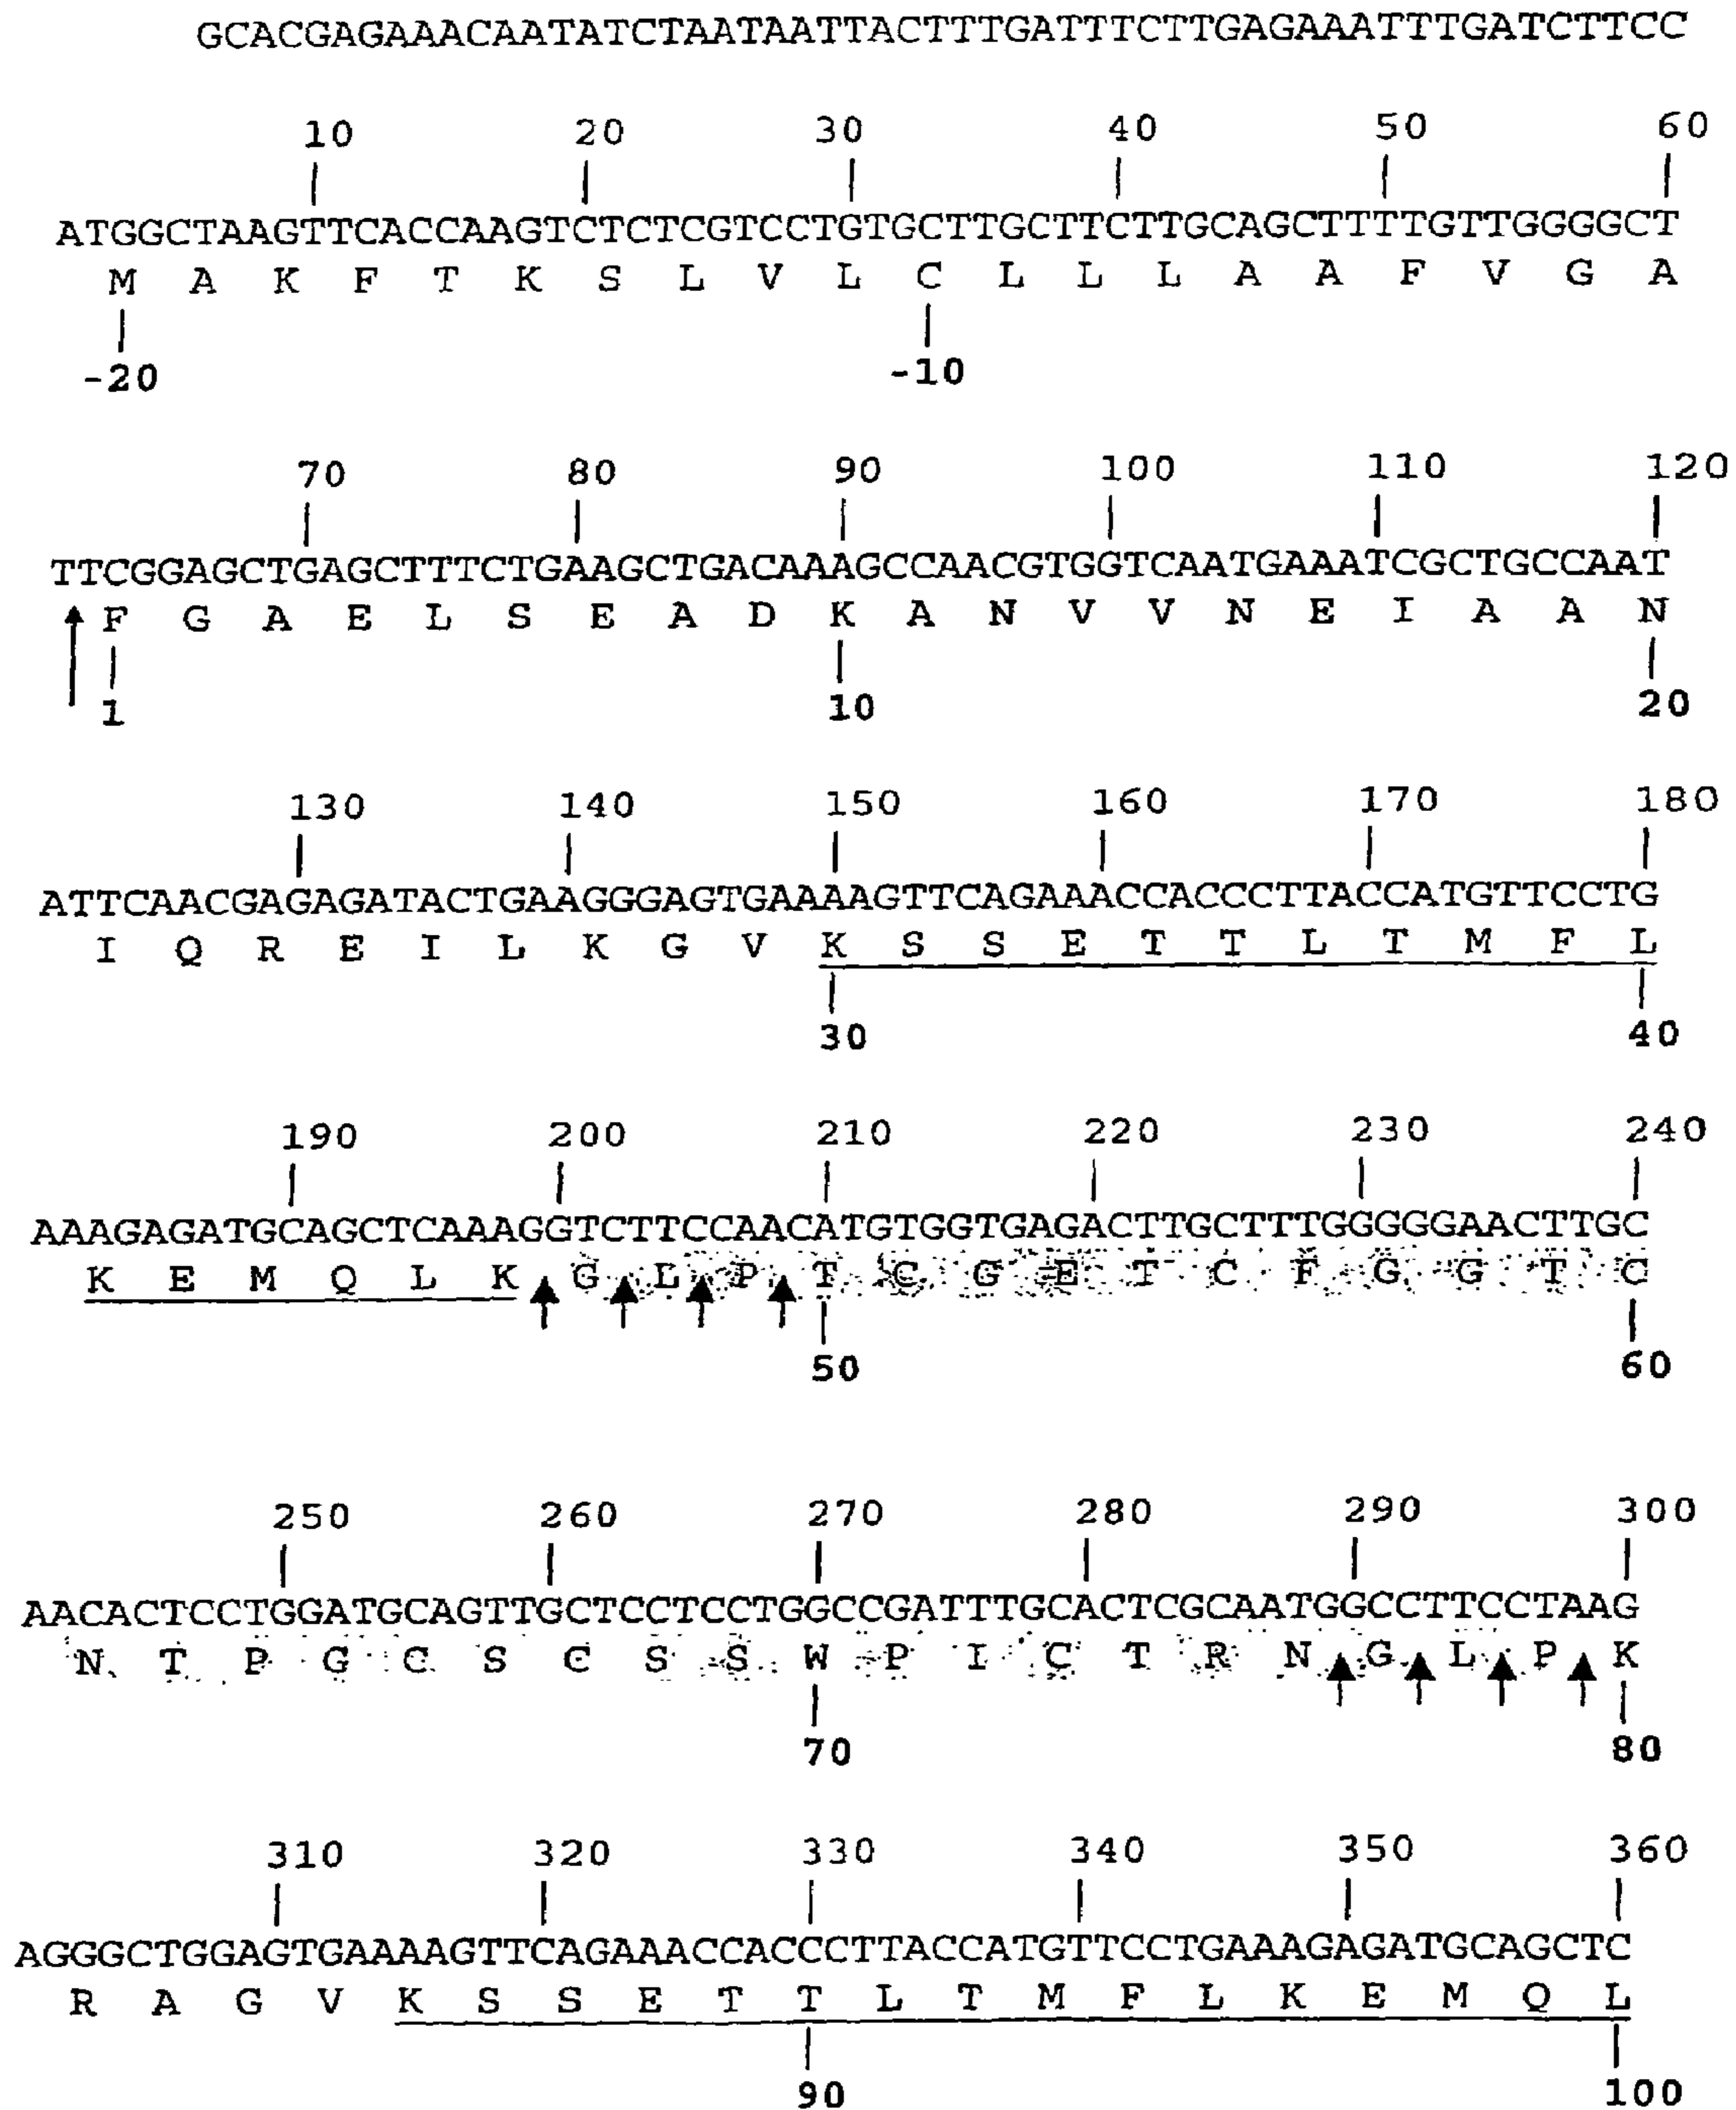 GCACGAGAAACAATATCTAATAATTACTTTGATTTCTTGAGAAATTTGATCTTCC
10 20 30 40 50 60
ATGGCTAAGTTCACCAAGTCTCTCGTCCTGTGCTTGCTTCTTGCAGCTTTTGTTGGGGCT
M A K F T K S L V L C L L L A A F V G A
-20 -10
70 80 90 100 110 120
TTCGGAGCTGAGCTTTCTGAAGCTGACAAAGCCAACGTGGTCAATGAAATCGCTGCCAAT
F G A E L S E A D K A N V V N E I A A N
1 10 20
130 140 150 160 170 180
ATTCAACGAGAGATACTGAAGGGAGTGAAAAGTTCAGAAACCACCCTTACCATGTTCCTG
I Q R E I L K G V K S S E T T L T M F L
30 40
190 200 210 220 230 240
AAAGAGATGCAGCTCAAAGGTCTTCCAACATGTGGTGAGACTTGCTTTGGGGGAACTTGC
K E M Q L K G L P T C G E T C F G G T C
50 60
250 260 270 280 290 300
AACACTCCTGGATGCAGTTGCTCCTCCTGGCCGATTTGCACTCGCAATGGCCTTCCTAAG
N T P G C S C S S W P I C T R N G L P K
70 80
310 320 330 340 350 360
AGGGCTGGAGTGAAAAGTTCAGAAACCACCCTTACCATGTTCCTGAAAGAGATGCAGCTC
R A G V K S S E T T L T M F L K E M Q L
90 100